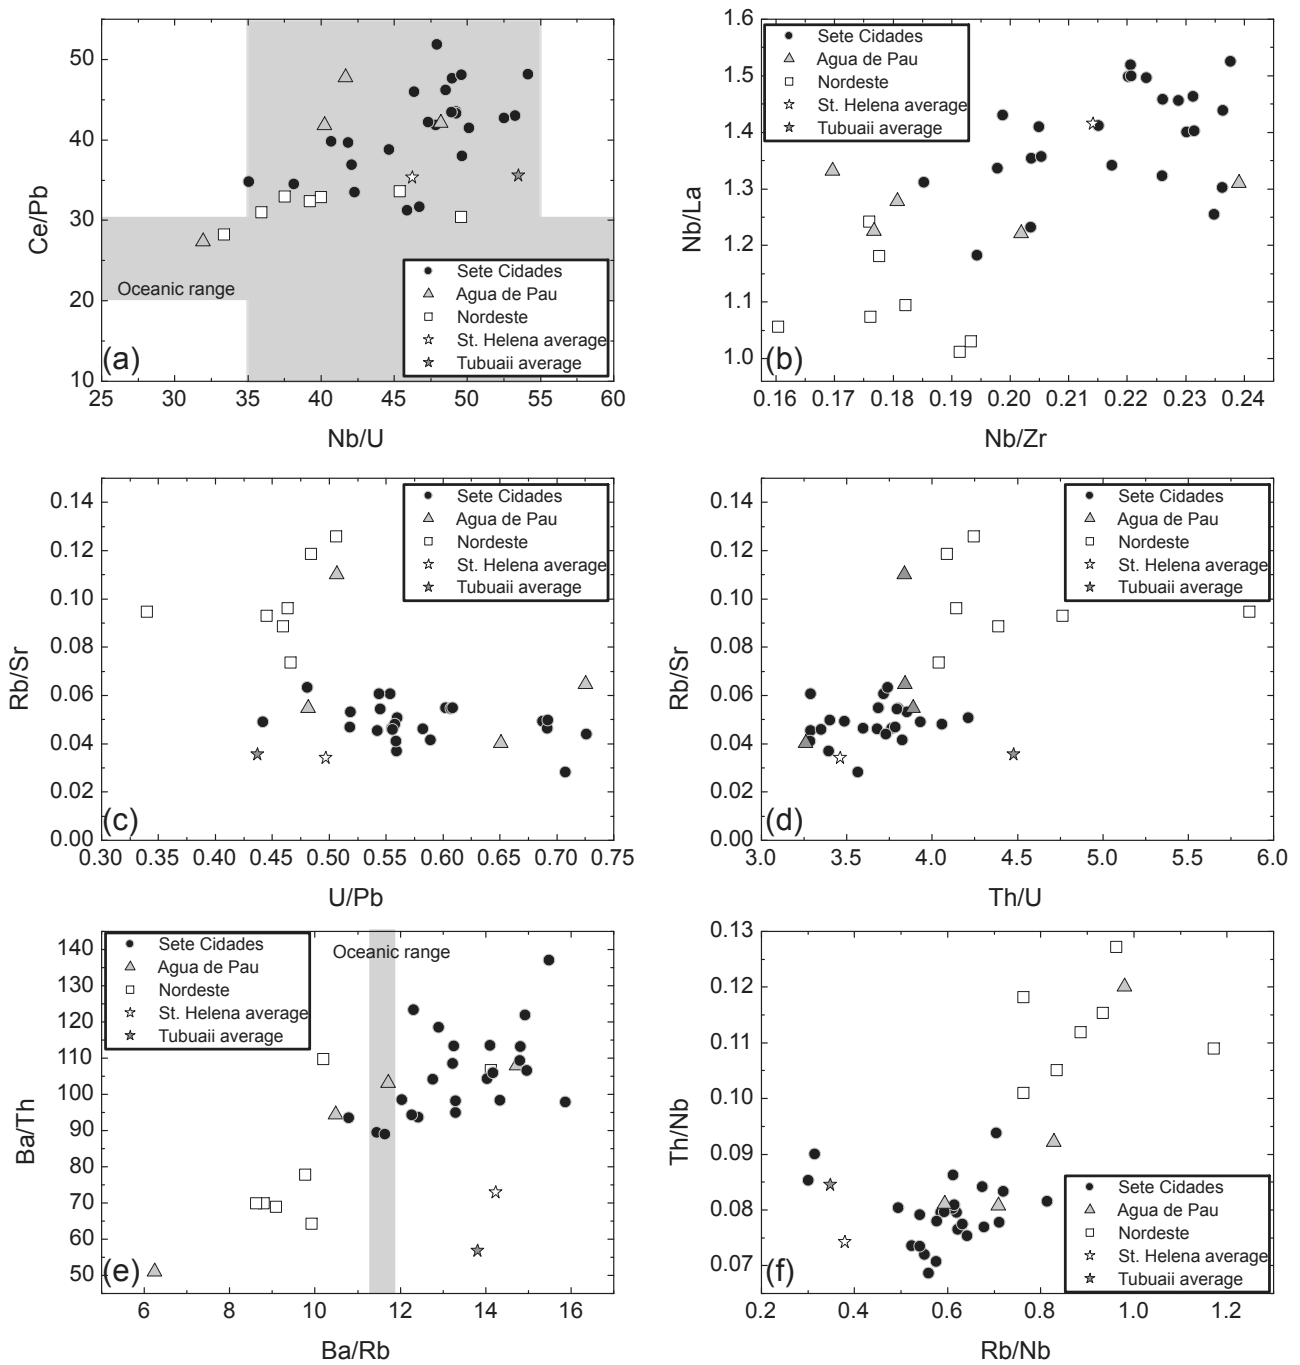 50
40
30
20
10
Ce/Pb
Oceanic range
Sete Cidades
Agua de Pau
Nordeste
St. Helena average
Tubuaii average
(a)
25 30 35 40 45 50 55 60
Nb/U
1.6
1.5
1.4
1.3
1.2
1.1
1.0
Nb/La
Sete Cidades
Agua de Pau
Nordeste
St. Helena average
Tubuaii average
(b)
0.16 0.17 0.18 0.19 0.20 0.21 0.22 0.23 0.24
Nb/Zr
0.14
0.12
0.10
0.08
0.06
0.04
0.02
0.00
Rb/Sr
Sete Cidades
Agua de Pau
Nordeste
St. Helena average
Tubuaii average
(c)
0.30 0.35 0.40 0.45 0.50 0.55 0.60 0.65 0.70 0.75
U/Pb
0.14
0.12
0.10
0.08
0.06
0.04
0.02
0.00
Rb/Sr
Sete Cidades
Agua de Pau
Nordeste
St. Helena average
Tubuaii average
(d)
3.0 3.5 4.0 4.5 5.0 5.5 6.0
Th/U
140
130
120
110
100
90
80
70
60
50
Ba/Th
Sete Cidades
Agua de Pau
Nordeste
St. Helena average
Tubuaii average
Oceanic range
(e)
6 8 10 12 14 16
Ba/Rb
0.13
0.12
0.11
0.10
0.09
0.08
0.07
Th/Nb
Sete Cidades
Agua de Pau
Nordeste
St. Helena average
Tubuaii average
(f)
0.2 0.4 0.6 0.8 1.0 1.2
Rb/Nb